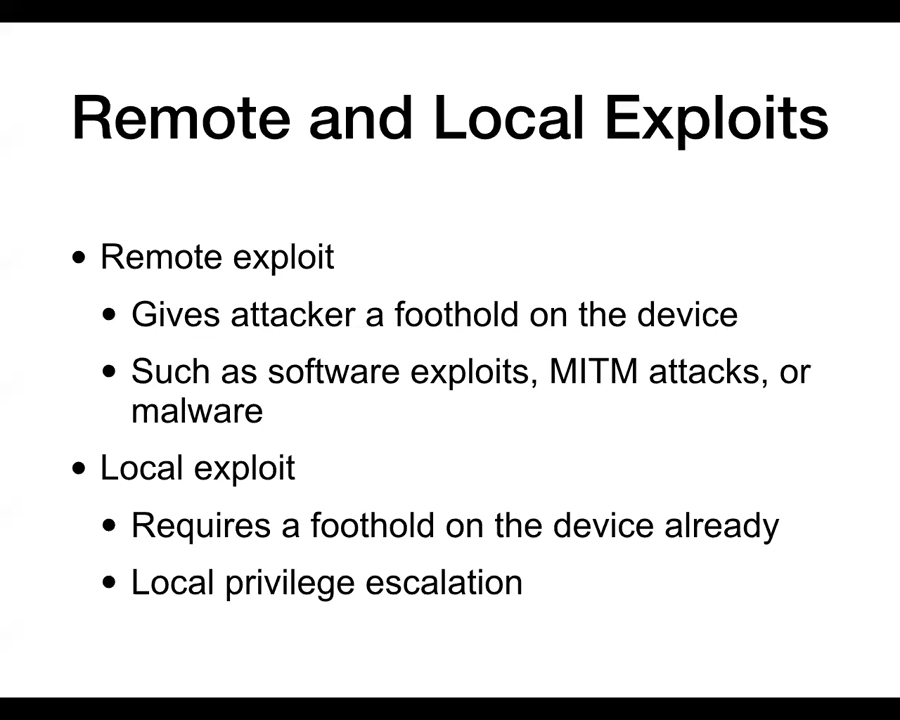 Remote and Local Exploits
• Remote exploit
• Gives attacker a foothold on the device
• Such as software exploits, MITM attacks, or
malware
• Local exploit
• Requires a foothold on the device already
• Local privilege escalation